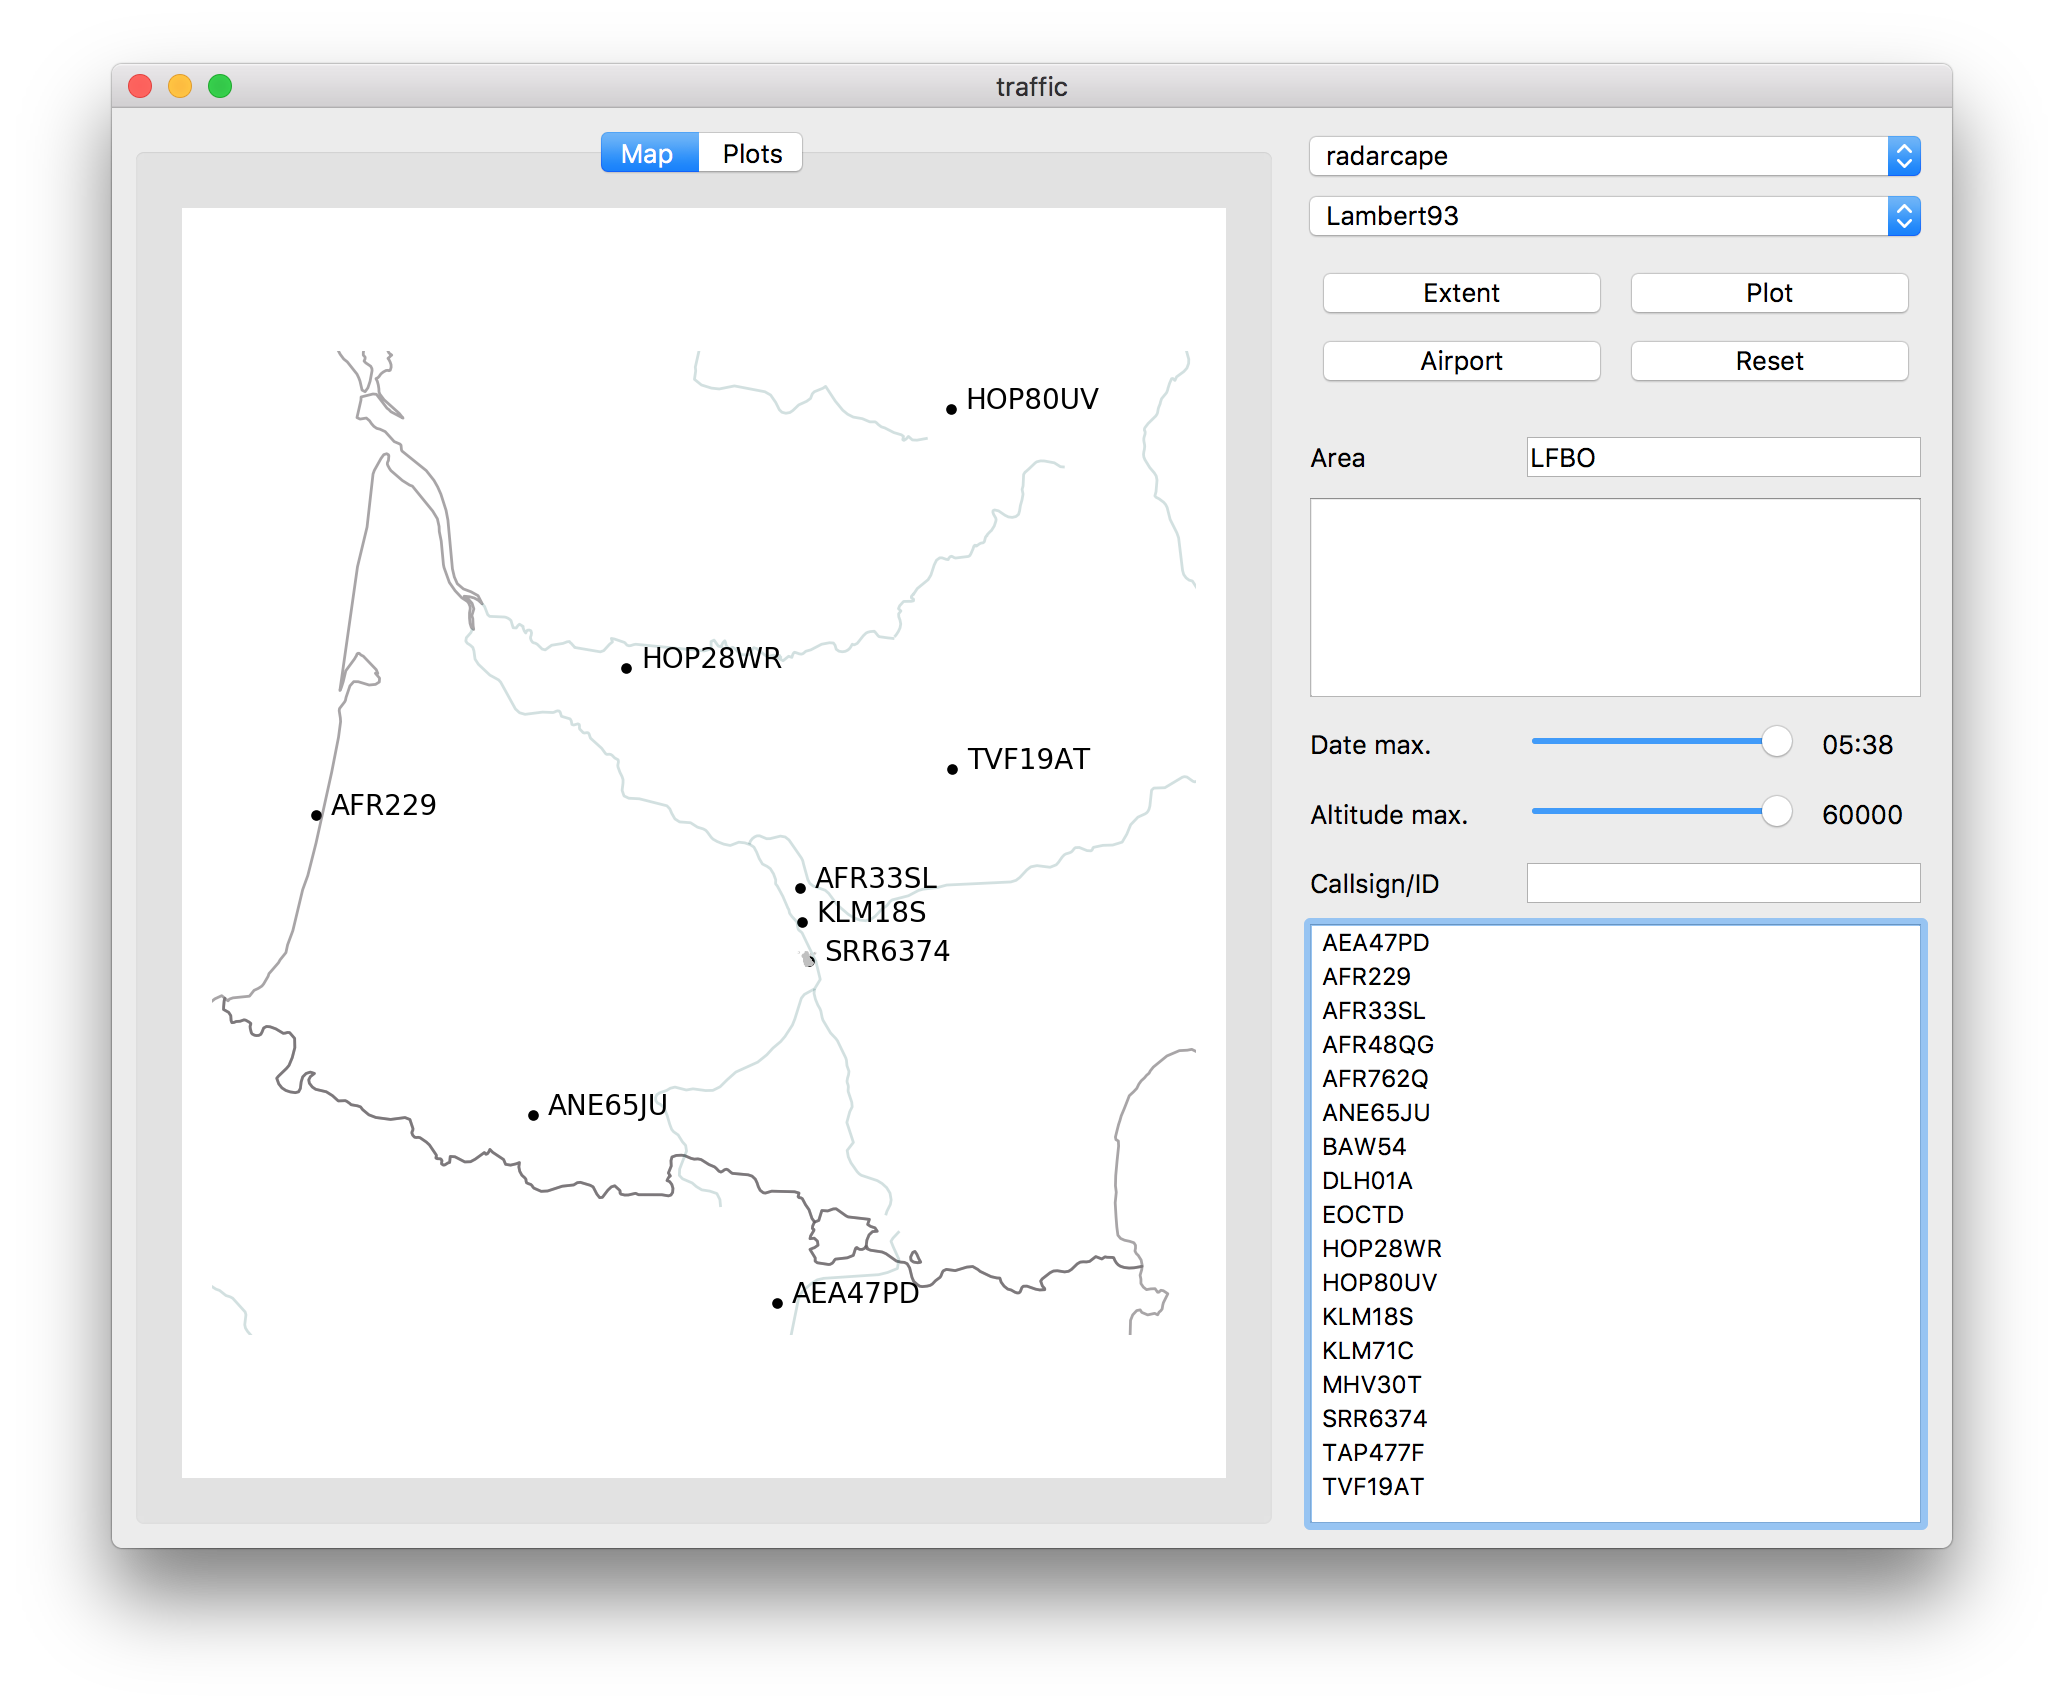 traffic
Map
Plots
HOP80UV
HOP28WR
TVF19AT
AFR229
AFR33SL
KLM18S
SRR6374
ANE65JU
AEA47PD
radarcape
Lambert93
Extent
Plot
Airport
Reset
Area
LFBO
Date max.
05:38
Altitude max.
60000
Callsign/ID
AEA47PD
AFR229
AFR33SL
AFR48QG
AFR762Q
ANE65JU
BAW54
DLH01A
EOCTD
HOP28WR
HOP80UV
KLM18S
KLM71C
MHV30T
SRR6374
TAP477F
TVF19AT